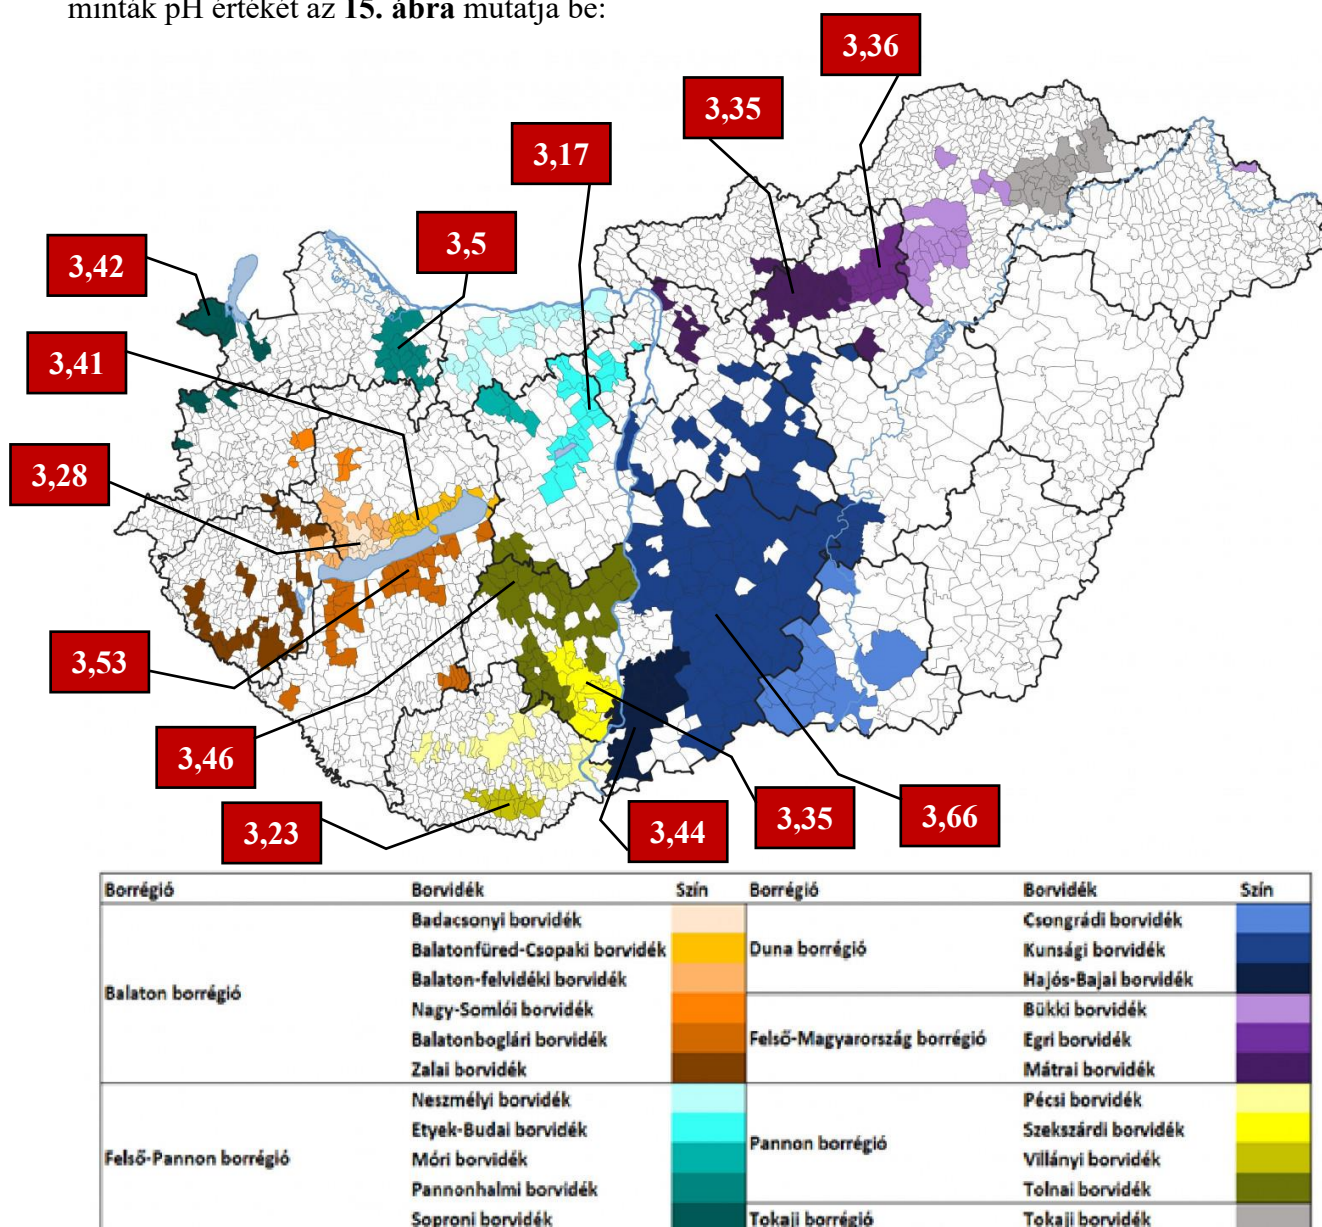 minták pH értékét az 15. ábra mutatja be:
3,36
3,35
3,17
3,5
3,42
3,41
3,28
3,53
3,46
3,23
3,44
3,35
3,66
Borrégió Borvidék Szín Borrégió Borvidék Szín
Badacsonyi borvidék Csongrádi borvidék
Balatonfüred-Csopaki borvidék Duna borrégió Kunsági borvidék
Balaton-felvidéki borvidék Hajós-Bajai borvidék
Balaton borrégió
Nagy-Somlói borvidék Bükki borvidék
Balatonboglári borvidék Felső-Magyarország borrégió Egri borvidék
Zalai borvidék Mátrai borvidék
Neszmélyi borvidék Pécsi borvidék
Etyek-Budai borvidék Szekszárdi borvidék
Pannon borrégió
Felső-Pannon borrégió Móri borvidék Villányi borvidék
Pannonhalmi borvidék Tolnai borvidék
Soproni borvidék Tokaji borrégió Tokaji borvidék